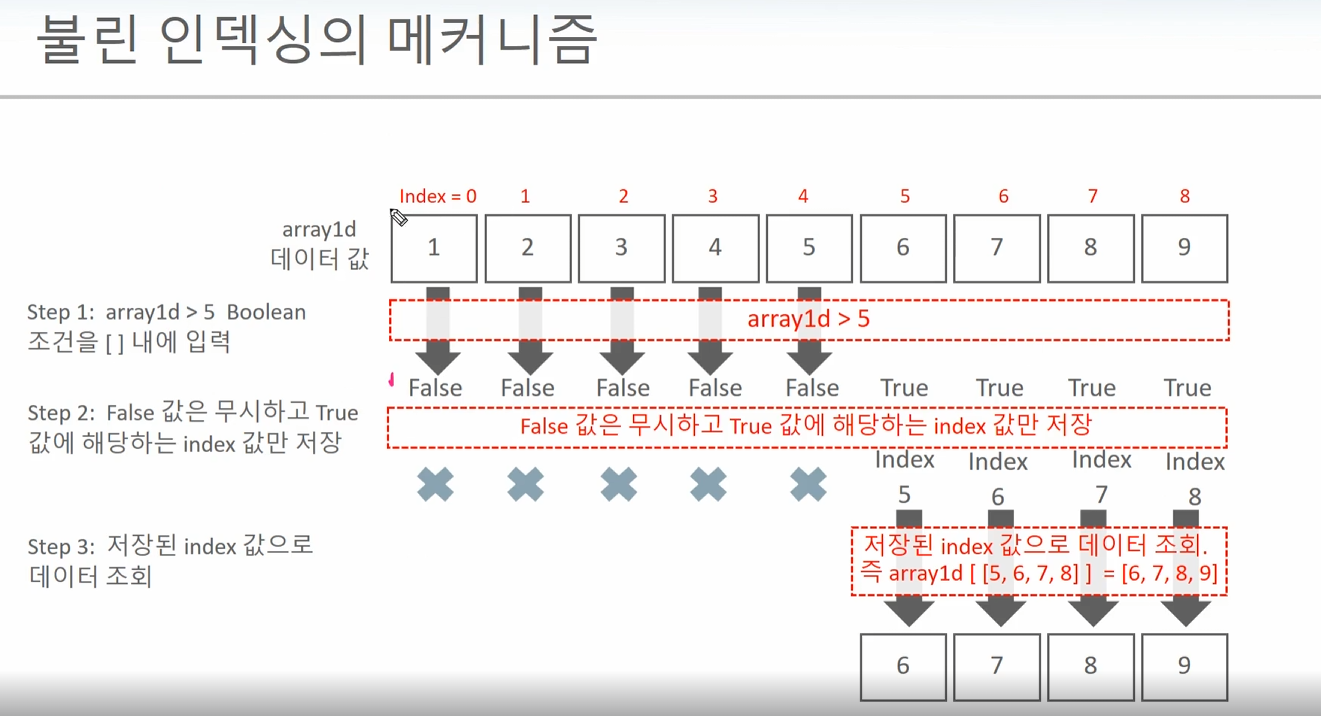 불린 인덱싱의 메커니즘
Index = 0 1 2 3 4 5 6 7 8
array1d
데이터 값
1 2 3 4 5 6 7 8 9
Step 1: array1d > 5 Boolean
조건을 [ ] 내에 입력
array1d > 5
False False False False False True True True True
Step 2: False 값은 무시하고 True
값에 해당하는 index 값만 저장
False 값은 무시하고 True 값에 해당하는 index 값만 저장
Index Index Index Index
5 6 7 8
Step 3: 저장된 index 값으로
데이터 조회
저장된 index 값으로 데이터 조회.
즉 array1d [ [5, 6, 7, 8] ] = [6, 7, 8, 9]
6 7 8 9